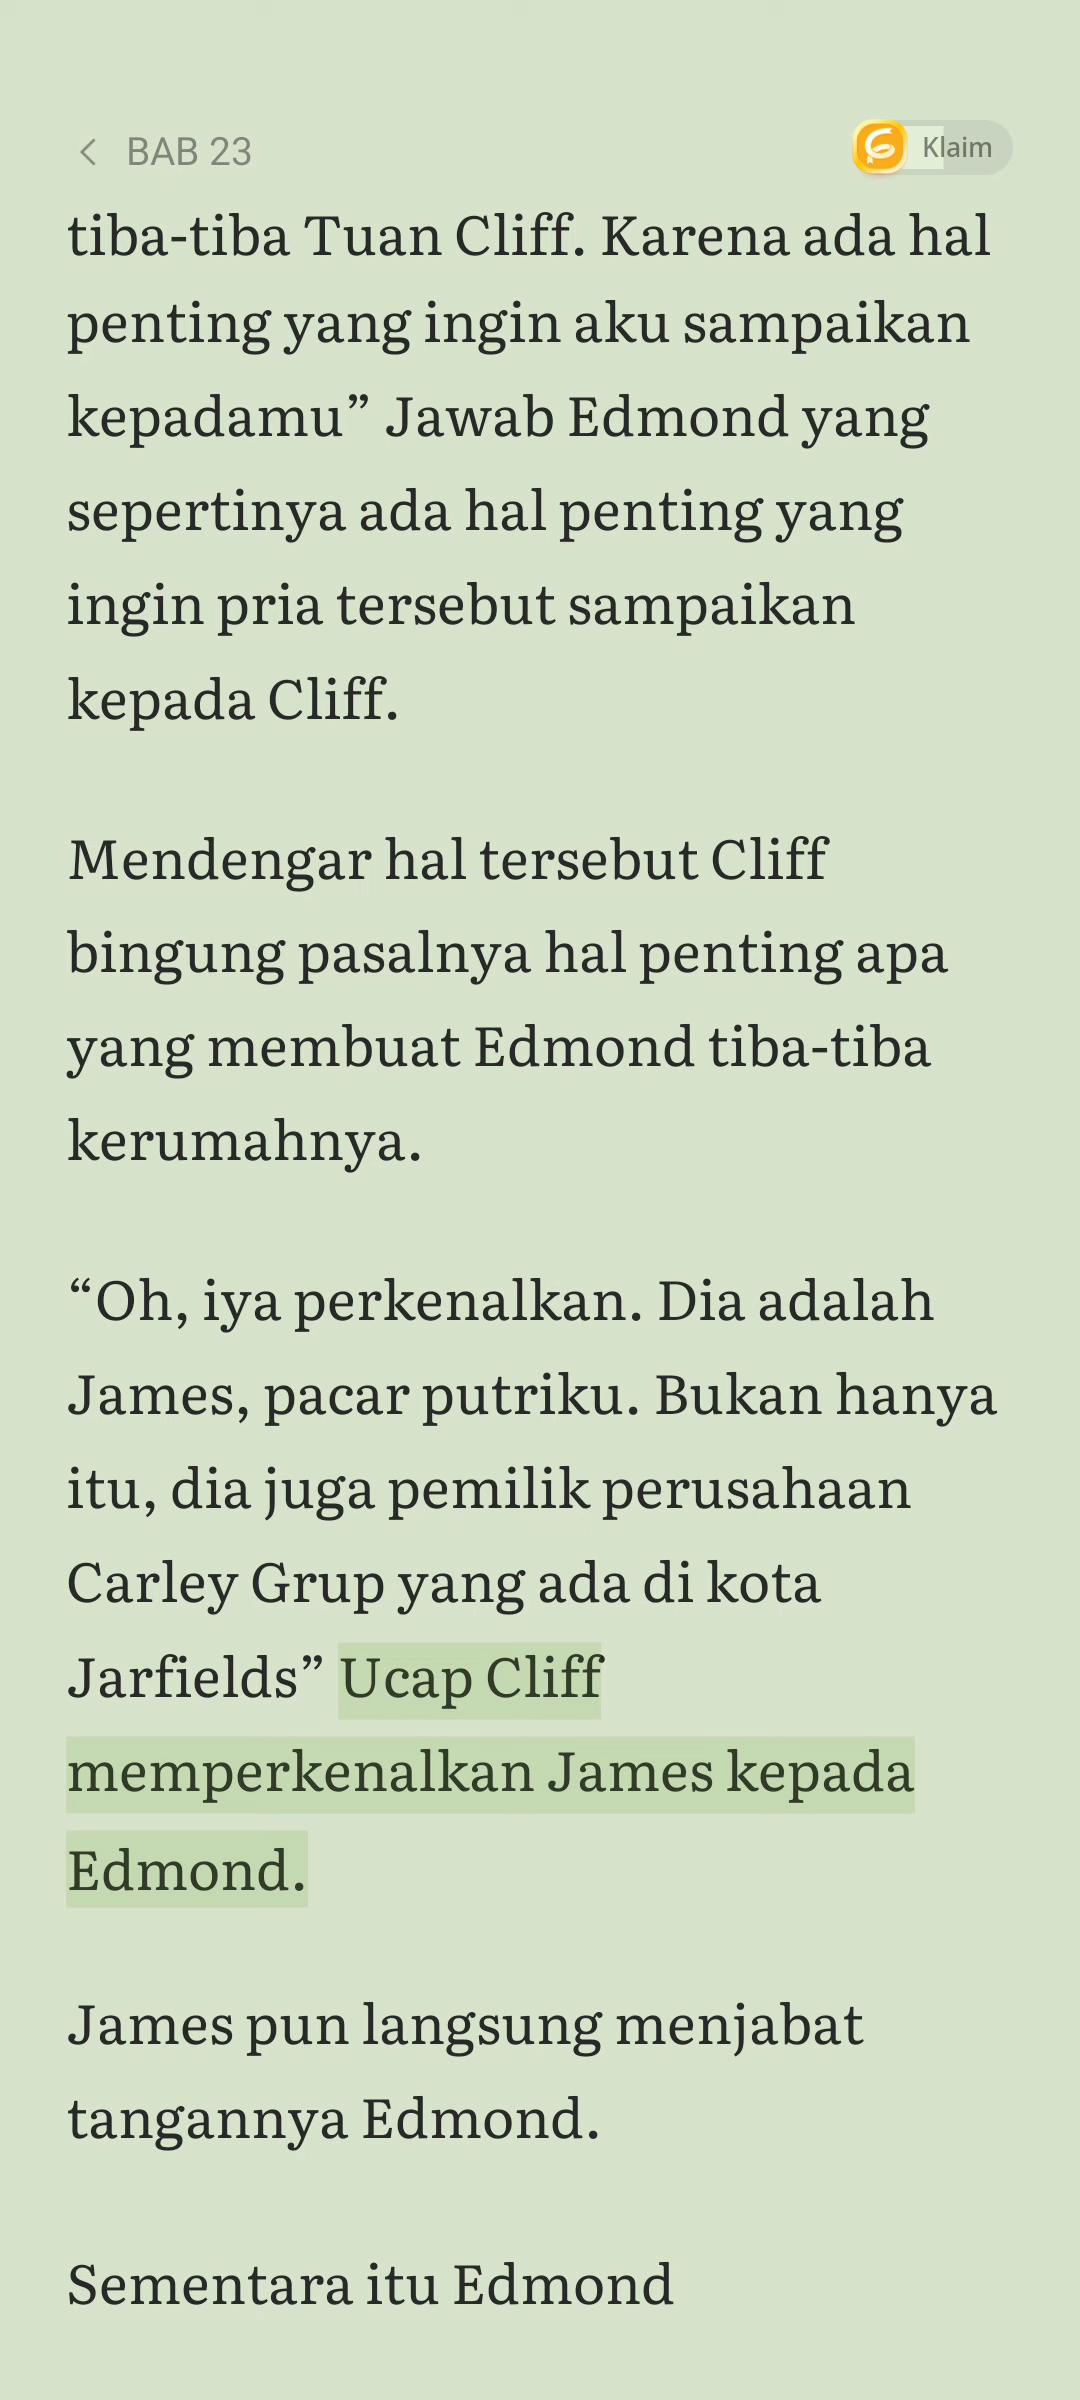 BAB 23
Klaim
tiba-tiba Tuan Cliff. Karena ada hal
penting yang ingin aku sampaikan
kepadamu” Jawab Edmond yang
sepertinya ada hal penting yang
ingin pria tersebut sampaikan
kepada Cliff.
Mendengar hal tersebut Cliff
bingung pasalnya hal penting apa
yang membuat Edmond tiba-tiba
kerumahnya.
“Oh, iya perkenalkan. Dia adalah
James, pacar putriku. Bukan hanya
itu, dia juga pemilik perusahaan
Carley Grup yang ada di kota
Jarfields” Ucap Cliff
memperkenalkan James kepada
Edmond.
James pun langsung menjabat
tangannya Edmond.
Sementara itu Edmond